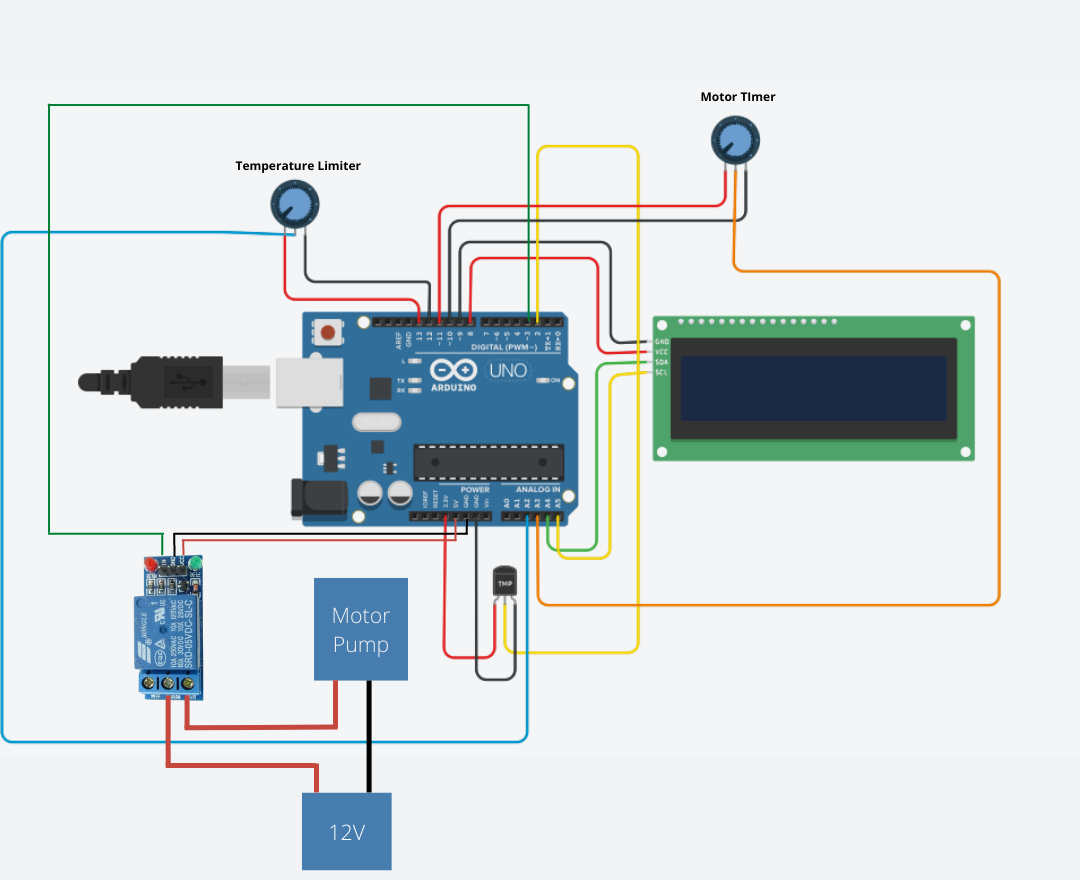 Motor TImer
Temperature Limiter
AREF
GND
13
12
~11
~10
~9
8
7
~6
~5
4
~3
2
TX→1
RX←0
DIGITAL (PWM~)
L
TX
RX
ARDUINO
UNO
ON
GND
VCC
SDA
SCL
POWER
ANALOG IN
IOREF
RESET
3.3V
5V
GND
GND
Vin
A0
A1
A2
A3
A4
A5
TMP
SONGLE
10A 250VAC 10A 125VAC
10A 30VDC 10A 28VDC
SRD-05VDC-SL-C
Motor
Pump
12V